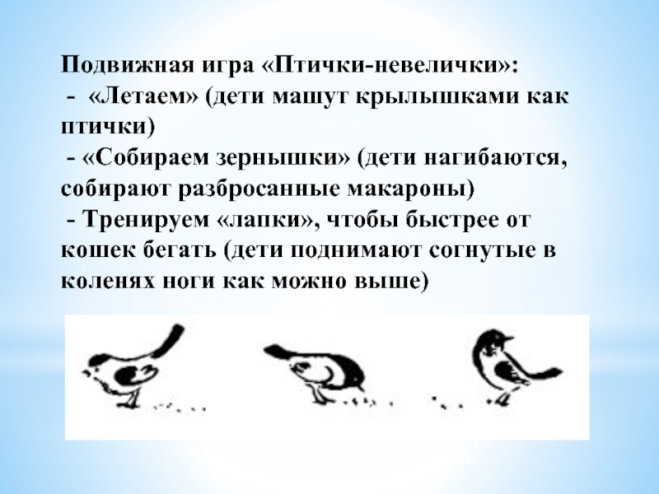 Подвижная игра «Птички-невелички»:
- «Летаем» (дети машут крылышками как
птички)
- «Собираем зернышки» (дети нагибаются,
собирают разбросанные макароны)
- Тренируем «лапки», чтобы быстрее от
кошек бегать (дети поднимают согнутые в
коленях ноги как можно выше)